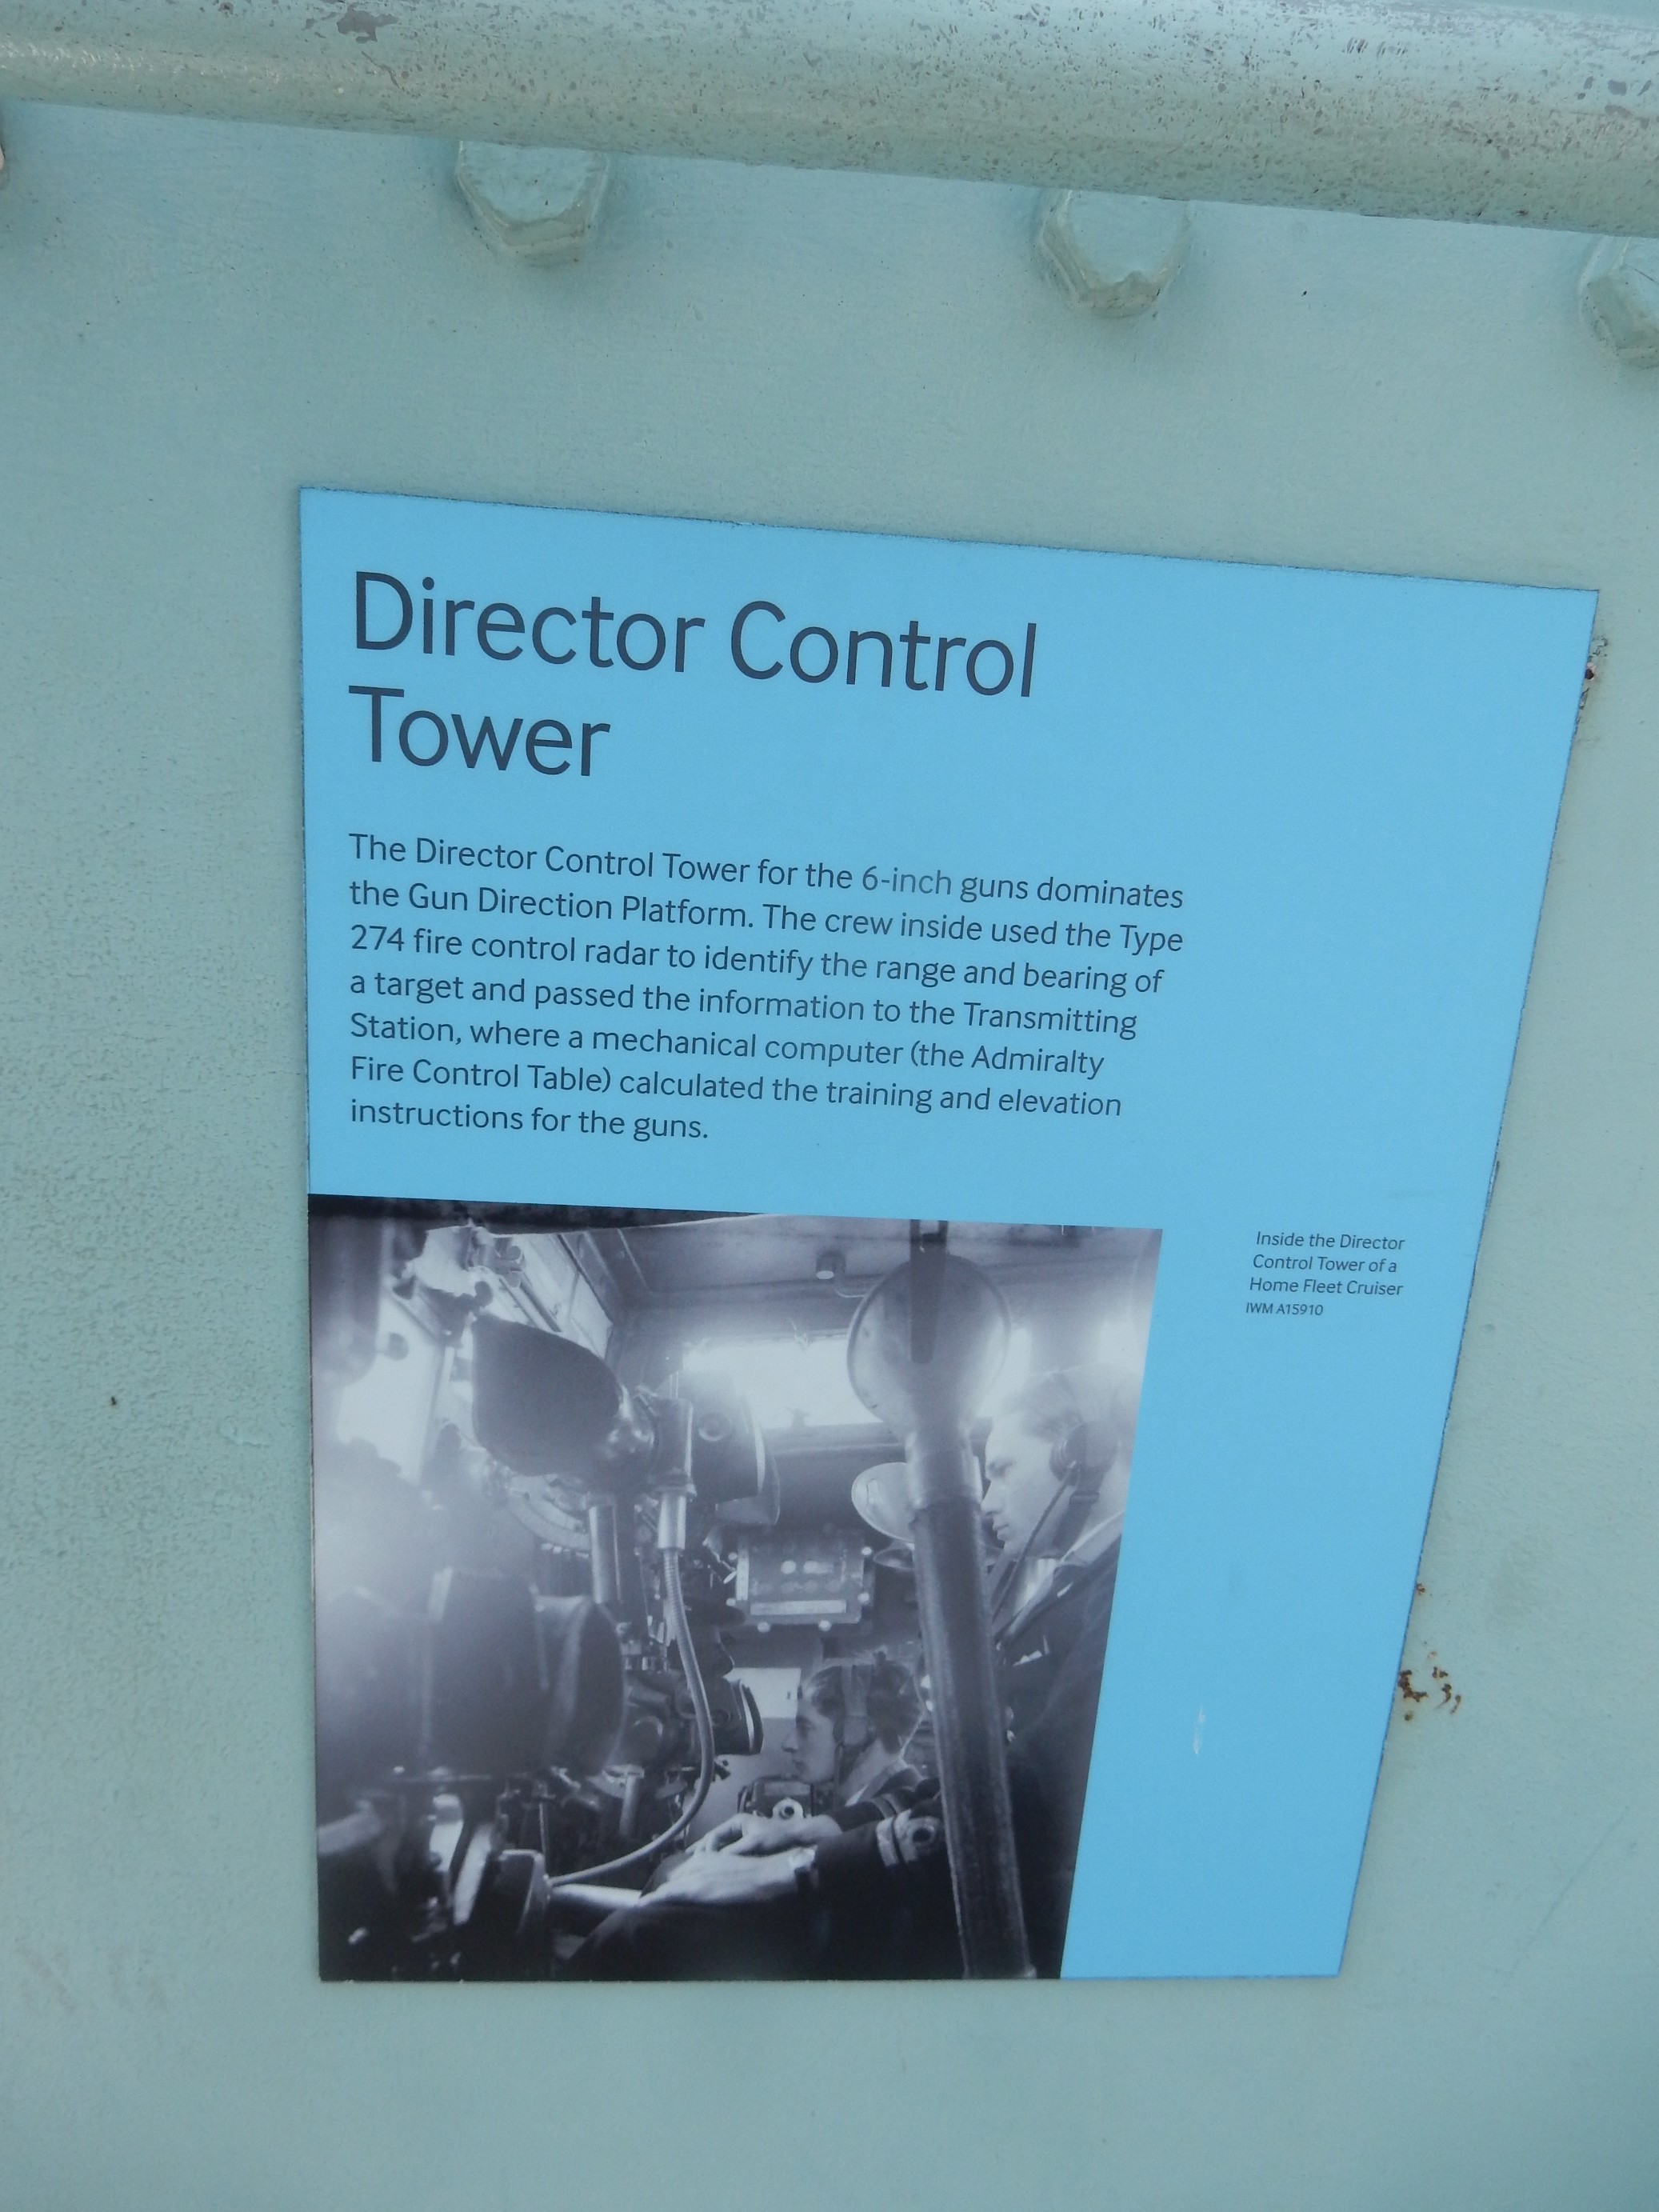 Director Control
Tower
The Director Control Tower for the 6-inch guns dominates
the Gun Direction Platform. The crew inside used the Type
274 fire control radar to identify the range and bearing of
a target and passed the information to the Transmitting
Station, where a mechanical computer (the Admiralty
Fire Control Table) calculated the training and elevation
instructions for the guns.
Inside the Director
Control Tower of a
Home Fleet Cruiser
IWM A15910